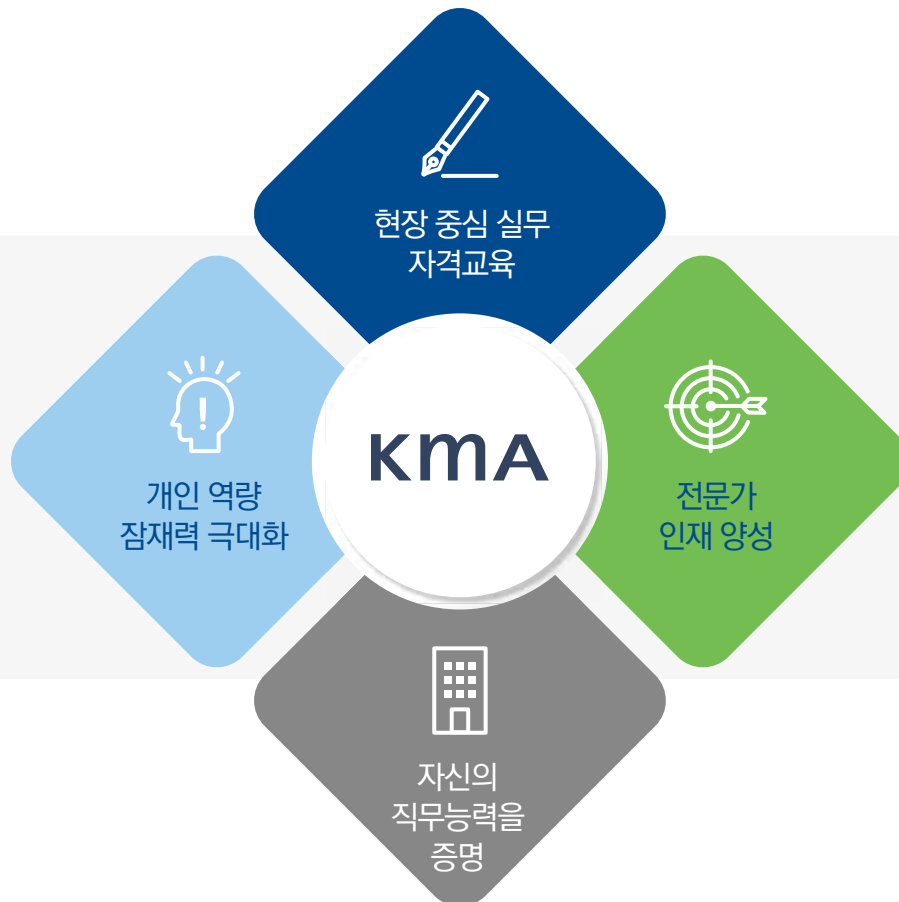 현장 중심 실무
자격교육
개인 역량
잠재력 극대화
KMA
전문가
인재 양성
자신의
직무능력을
증명